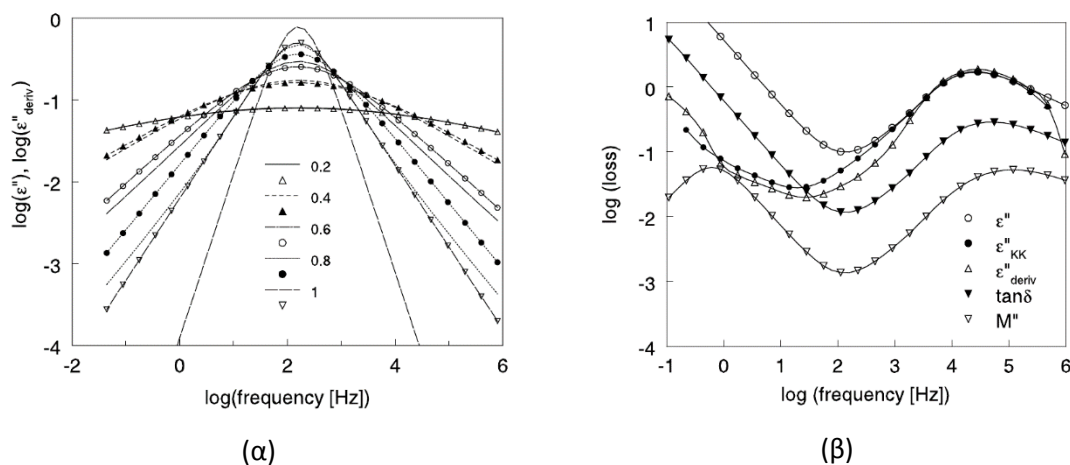 log(ε"), log(ε"deriv)
0
-1
-2
-3
-4
-2
0
2
4
6
log(frequency [Hz])
0.2
0.4
0.6
0.8
1
(α)
log (loss)
1
0
-1
-2
-3
-4
-1
0
1
2
3
4
5
6
log (frequency [Hz])
ε"
ε"KK
ε"deriv
tanδ
M"
(β)